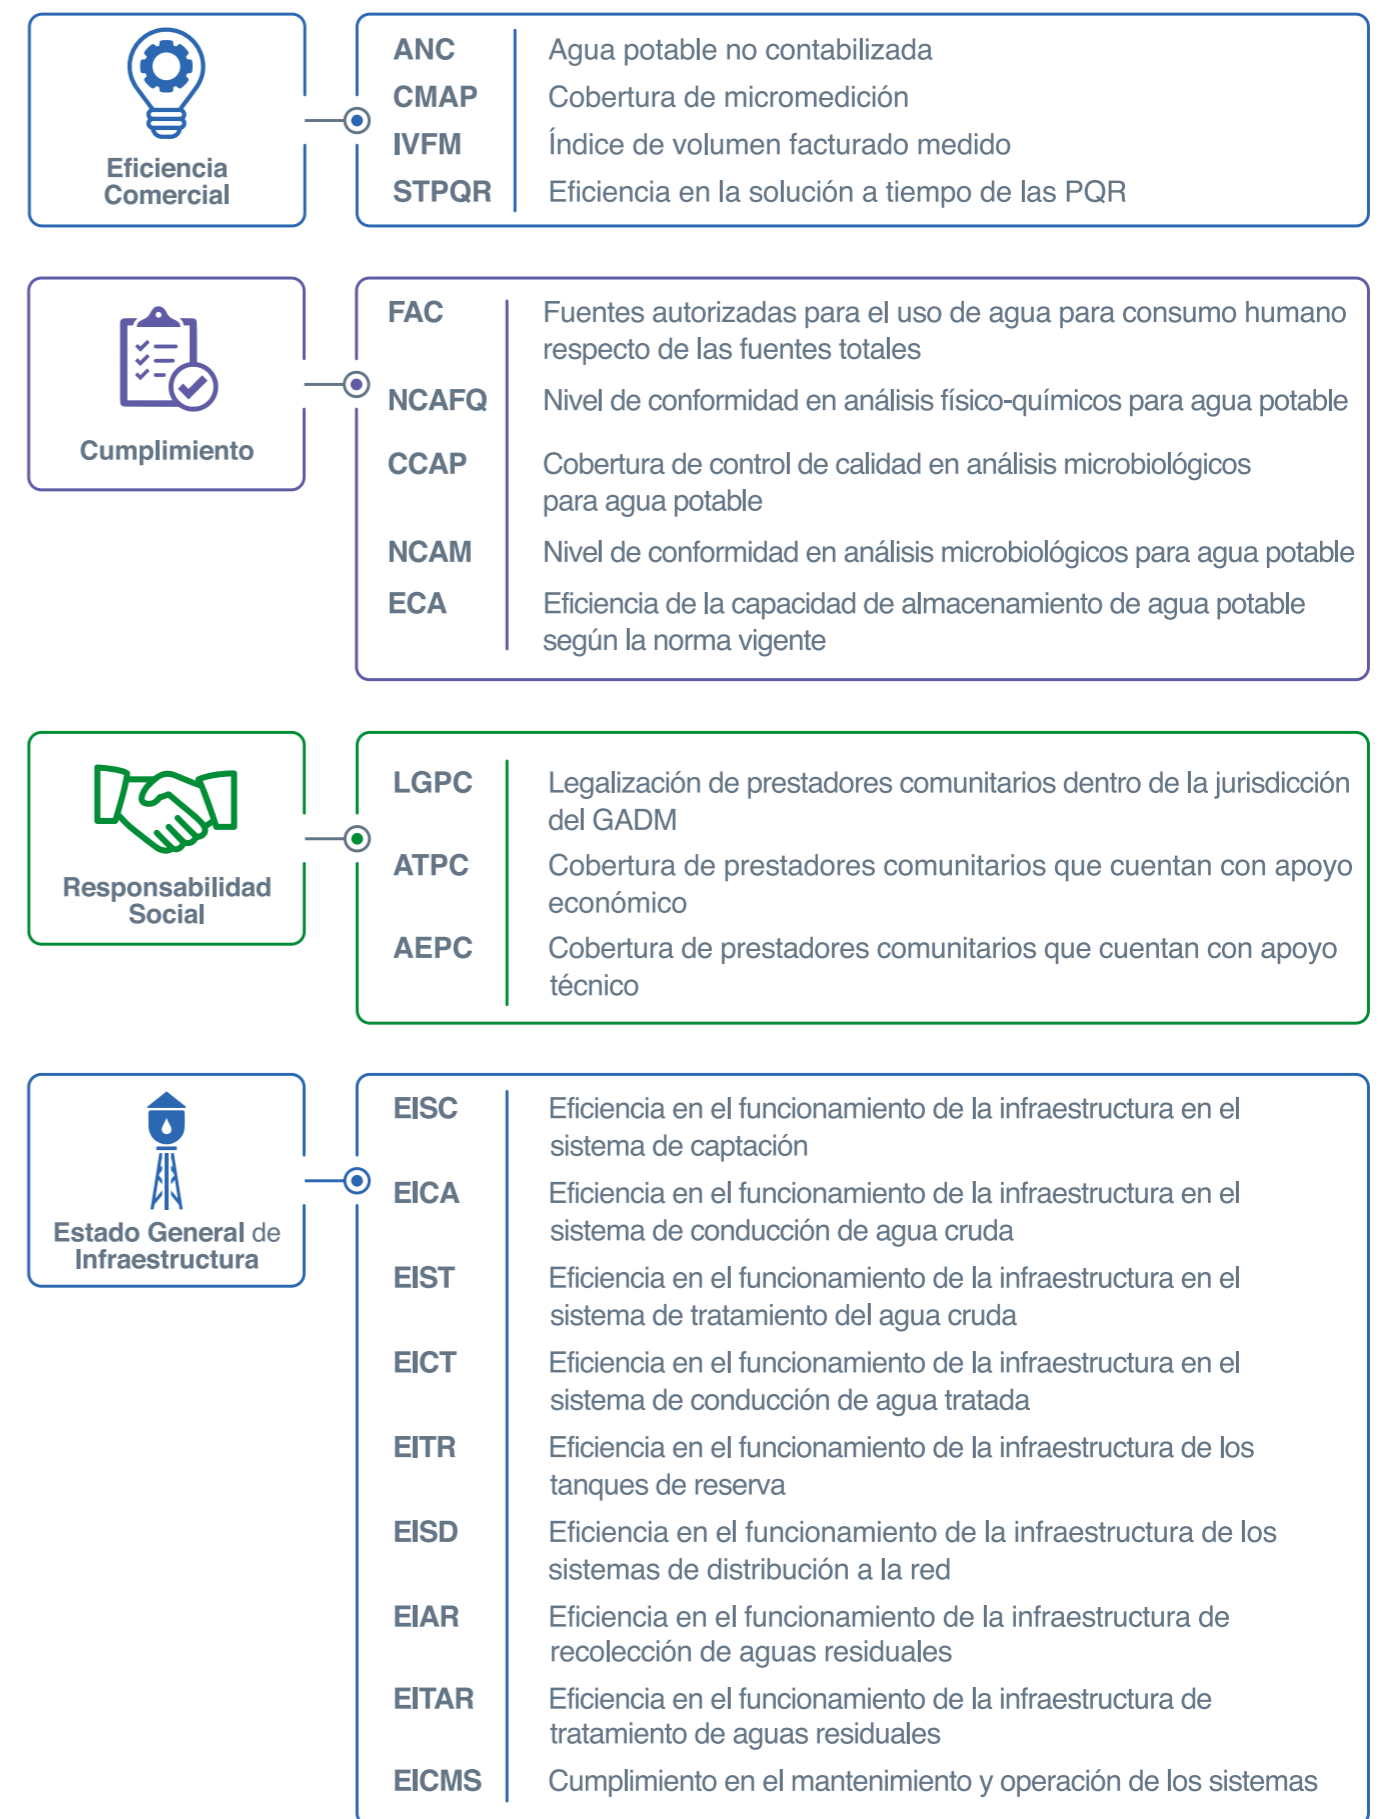 Eficiencia
Comercial
ANC Agua potable no contabilizada
CMAP Cobertura de micromedición
IVFM Índice de volumen facturado medido
STPQR Eficiencia en la solución a tiempo de las PQR
Cumplimiento
FAC Fuentes autorizadas para el uso de agua para consumo humano
respecto de las fuentes totales
NCAFQ Nivel de conformidad en análisis físico-químicos para agua potable
CCAP Cobertura de control de calidad en análisis microbiológicos
para agua potable
NCAM Nivel de conformidad en análisis microbiológicos para agua potable
ECA Eficiencia de la capacidad de almacenamiento de agua potable
según la norma vigente
Responsabilidad
Social
LGPC Legalización de prestadores comunitarios dentro de la jurisdicción
del GADM
ATPC Cobertura de prestadores comunitarios que cuentan con apoyo
económico
AEPC Cobertura de prestadores comunitarios que cuentan con apoyo
técnico
Estado General de
Infraestructura
EISC Eficiencia en el funcionamiento de la infraestructura en el
sistema de captación
EICA Eficiencia en el funcionamiento de la infraestructura en el
sistema de conducción de agua cruda
EIST Eficiencia en el funcionamiento de la infraestructura en el
sistema de tratamiento del agua cruda
EICT Eficiencia en el funcionamiento de la infraestructura en el
sistema de conducción de agua tratada
EITR Eficiencia en el funcionamiento de la infraestructura de los
tanques de reserva
EISD Eficiencia en el funcionamiento de la infraestructura de los
sistemas de distribución a la red
EIAR Eficiencia en el funcionamiento de la infraestructura de
recolección de aguas residuales
EITAR Eficiencia en el funcionamiento de la infraestructura de
tratamiento de aguas residuales
EICMS Cumplimiento en el mantenimiento y operación de los sistemas